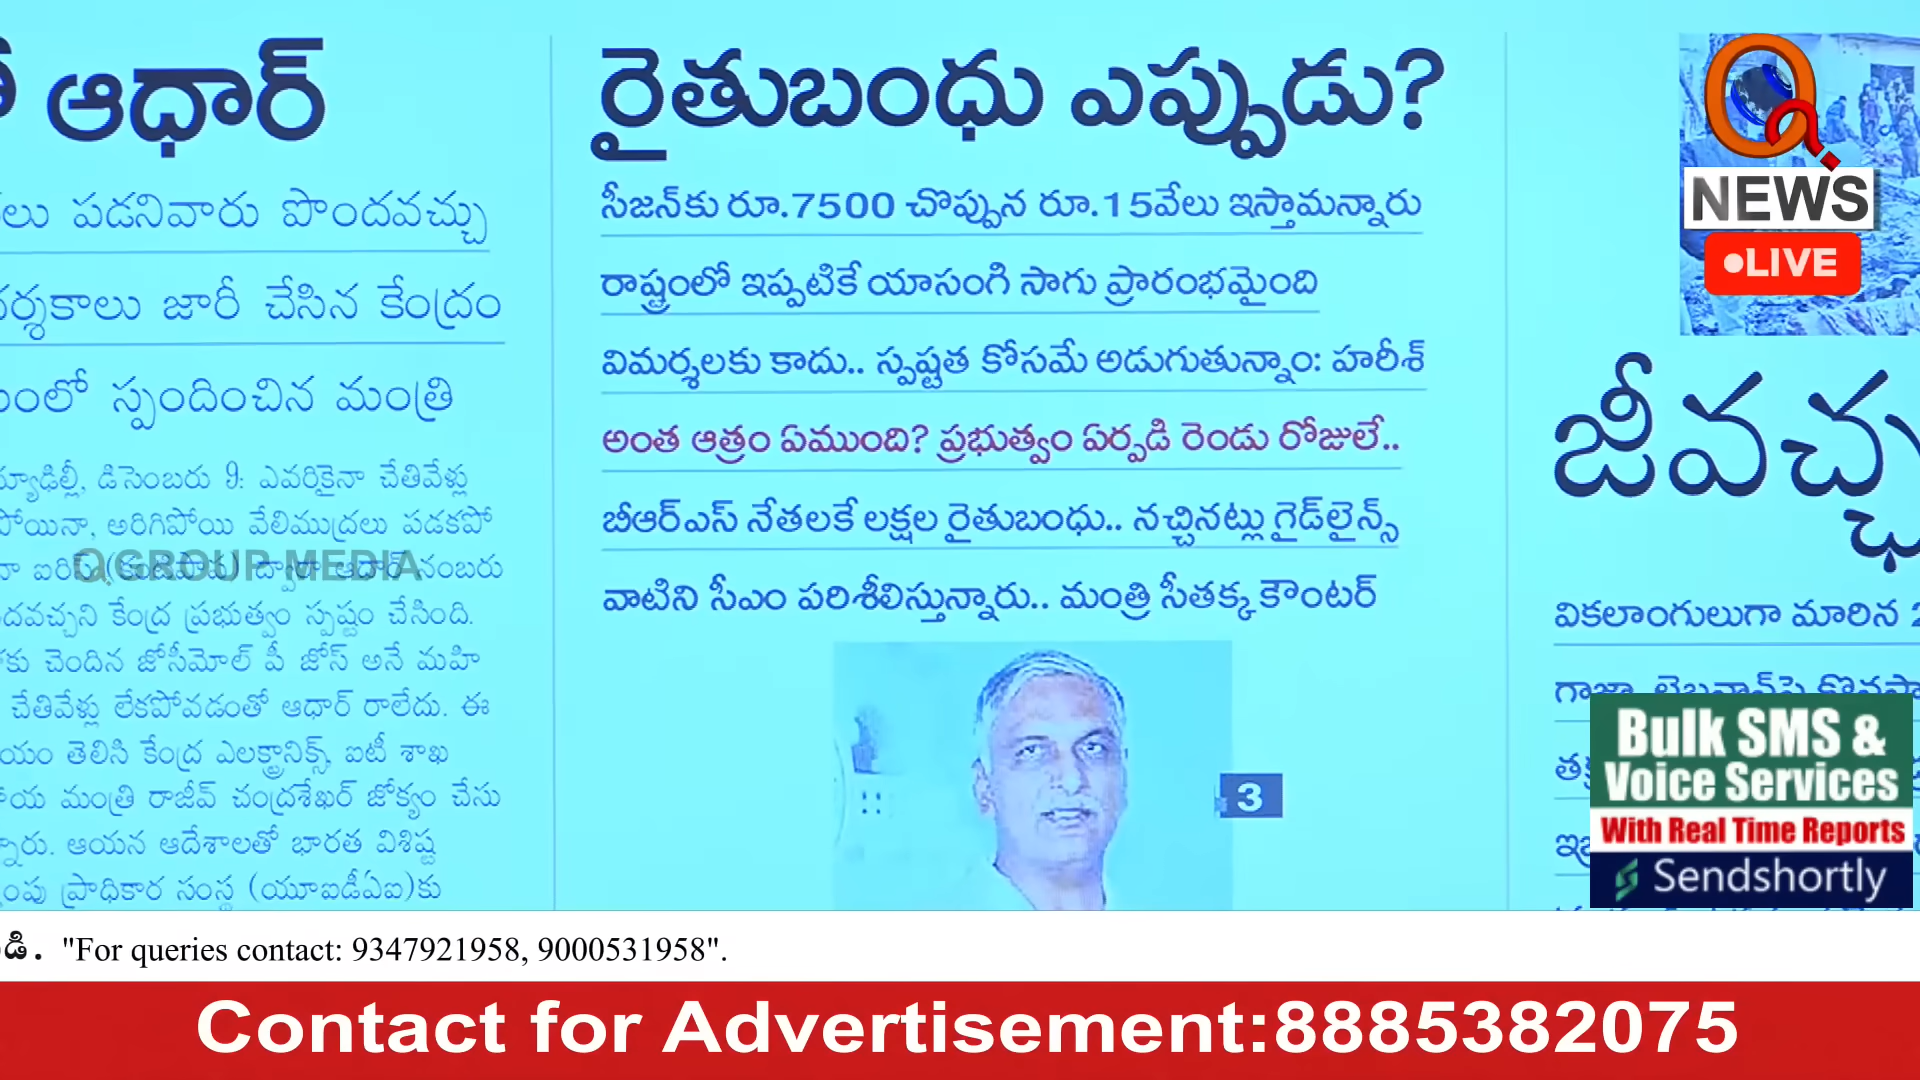 ఆధార్
పడనివారు పొందవచ్చు
జారీ చేసిన కేంద్రం
స్పందించిన మంత్రి
డిసెంబరు 9: ఎవరికైనా చేతివేళ్లు
అరిగిపోయి వేలిముద్రలు పడకపో
QGROUP MEDIA
ఆధార్ నంబరు
కేంద్ర ప్రభుత్వం స్పష్టం చేసింది.
చెందిన జోసీమోల్ పీ జోస్ అనే మహి
చేతివేళ్లు లేకపోవడంతో ఆధార్ రాలేదు. ఈ
తెలిసి కేంద్ర ఎలక్ట్రానిక్స్, ఐటీ శాఖ
మంత్రి రాజీవ్ చంద్రశేఖర్ జోక్యం చేసు
ఆయన ఆదేశాలతో భారత విశిష్ట
ప్రాధికార సంస్థ (యూఐడీఏఐ)కు
రైతుబంధు ఎప్పుడు?
సీజన్‌కు రూ.7500 చొప్పున రూ.15వేలు ఇస్తామన్నారు
రాష్ట్రంలో ఇప్పటికే యాసంగి సాగు ప్రారంభమైంది
విమర్శలకు కాదు.. స్పష్టత కోసమే అడుగుతున్నాం: హరీశ్
అంత ఆత్రం ఏముంది? ప్రభుత్వం ఏర్పడి రెండు రోజులే..
బీఆర్ఎస్ నేతలకే లక్షల రైతుబంధు.. నచ్చినట్లు గైడ్‌లైన్స్
వాటిని సీఎం పరిశీలిస్తున్నారు.. మంత్రి సీతక్క కౌంటర్
3
Q
NEWS
LIVE
జీవచ్ఛ
వికలాంగులుగా మారిన
Bulk SMS &
Voice Services
With Real Time Reports
Sendshortly
"For queries contact: 9347921958, 9000531958".
Contact for Advertisement:8885382075